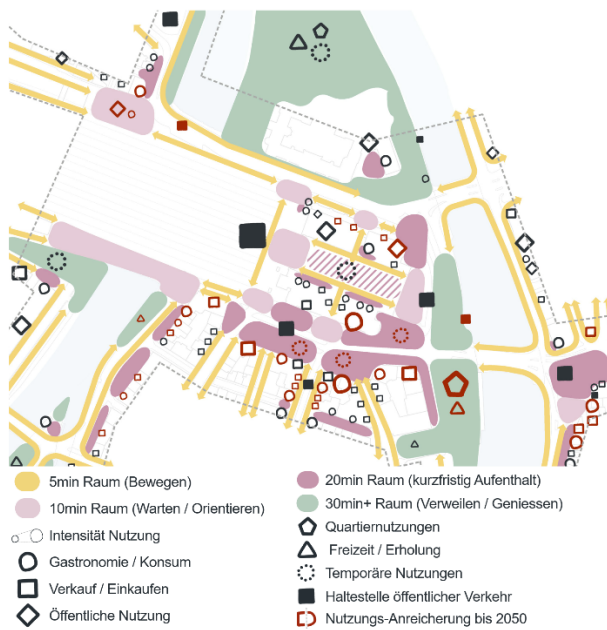 5min Raum (Bewegen)
10min Raum (Warten / Orientieren)
Intensität Nutzung
Gastronomie / Konsum
Verkauf / Einkaufen
Öffentliche Nutzung
20min Raum (kurzfristig Aufenthalt)
30min+ Raum (Verweilen / Geniessen)
Quartiernutzungen
Freizeit / Erholung
Temporäre Nutzungen
Haltestelle öffentlicher Verkehr
Nutzungs-Anreicherung bis 2050